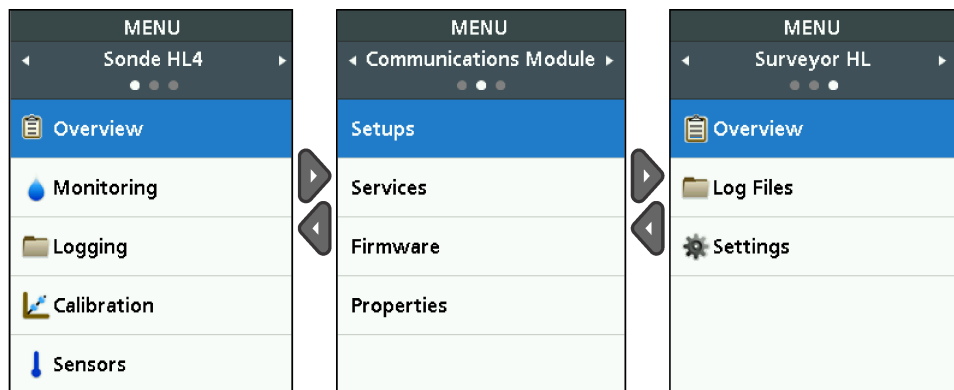 MENU
Sonde HL4
Overview
Monitoring
Logging
Calibration
Sensors
MENU
Communications Module
Setups
Services
Firmware
Properties
MENU
Surveyor HL
Overview
Log Files
Settings